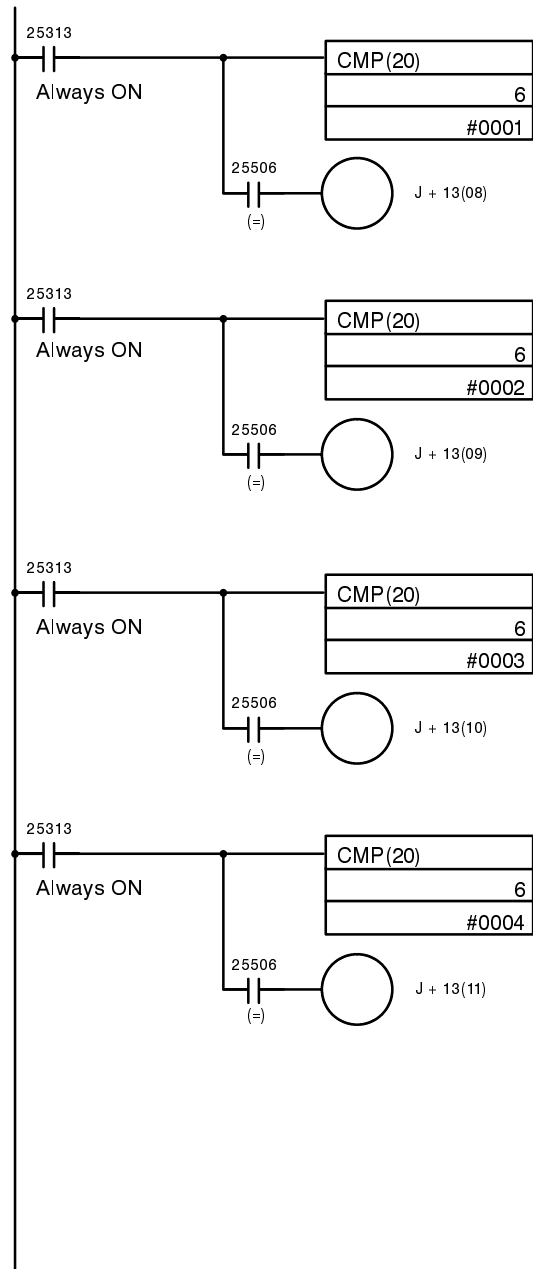 25313
Always ON
CMP(20)
6
#0001
25506
(=)
J + 13(08)
25313
Always ON
CMP(20)
6
#0002
25506
(=)
J + 13(09)
25313
Always ON
CMP(20)
6
#0003
25506
(=)
J + 13(10)
25313
Always ON
CMP(20)
6
#0004
25506
(=)
J + 13(11)